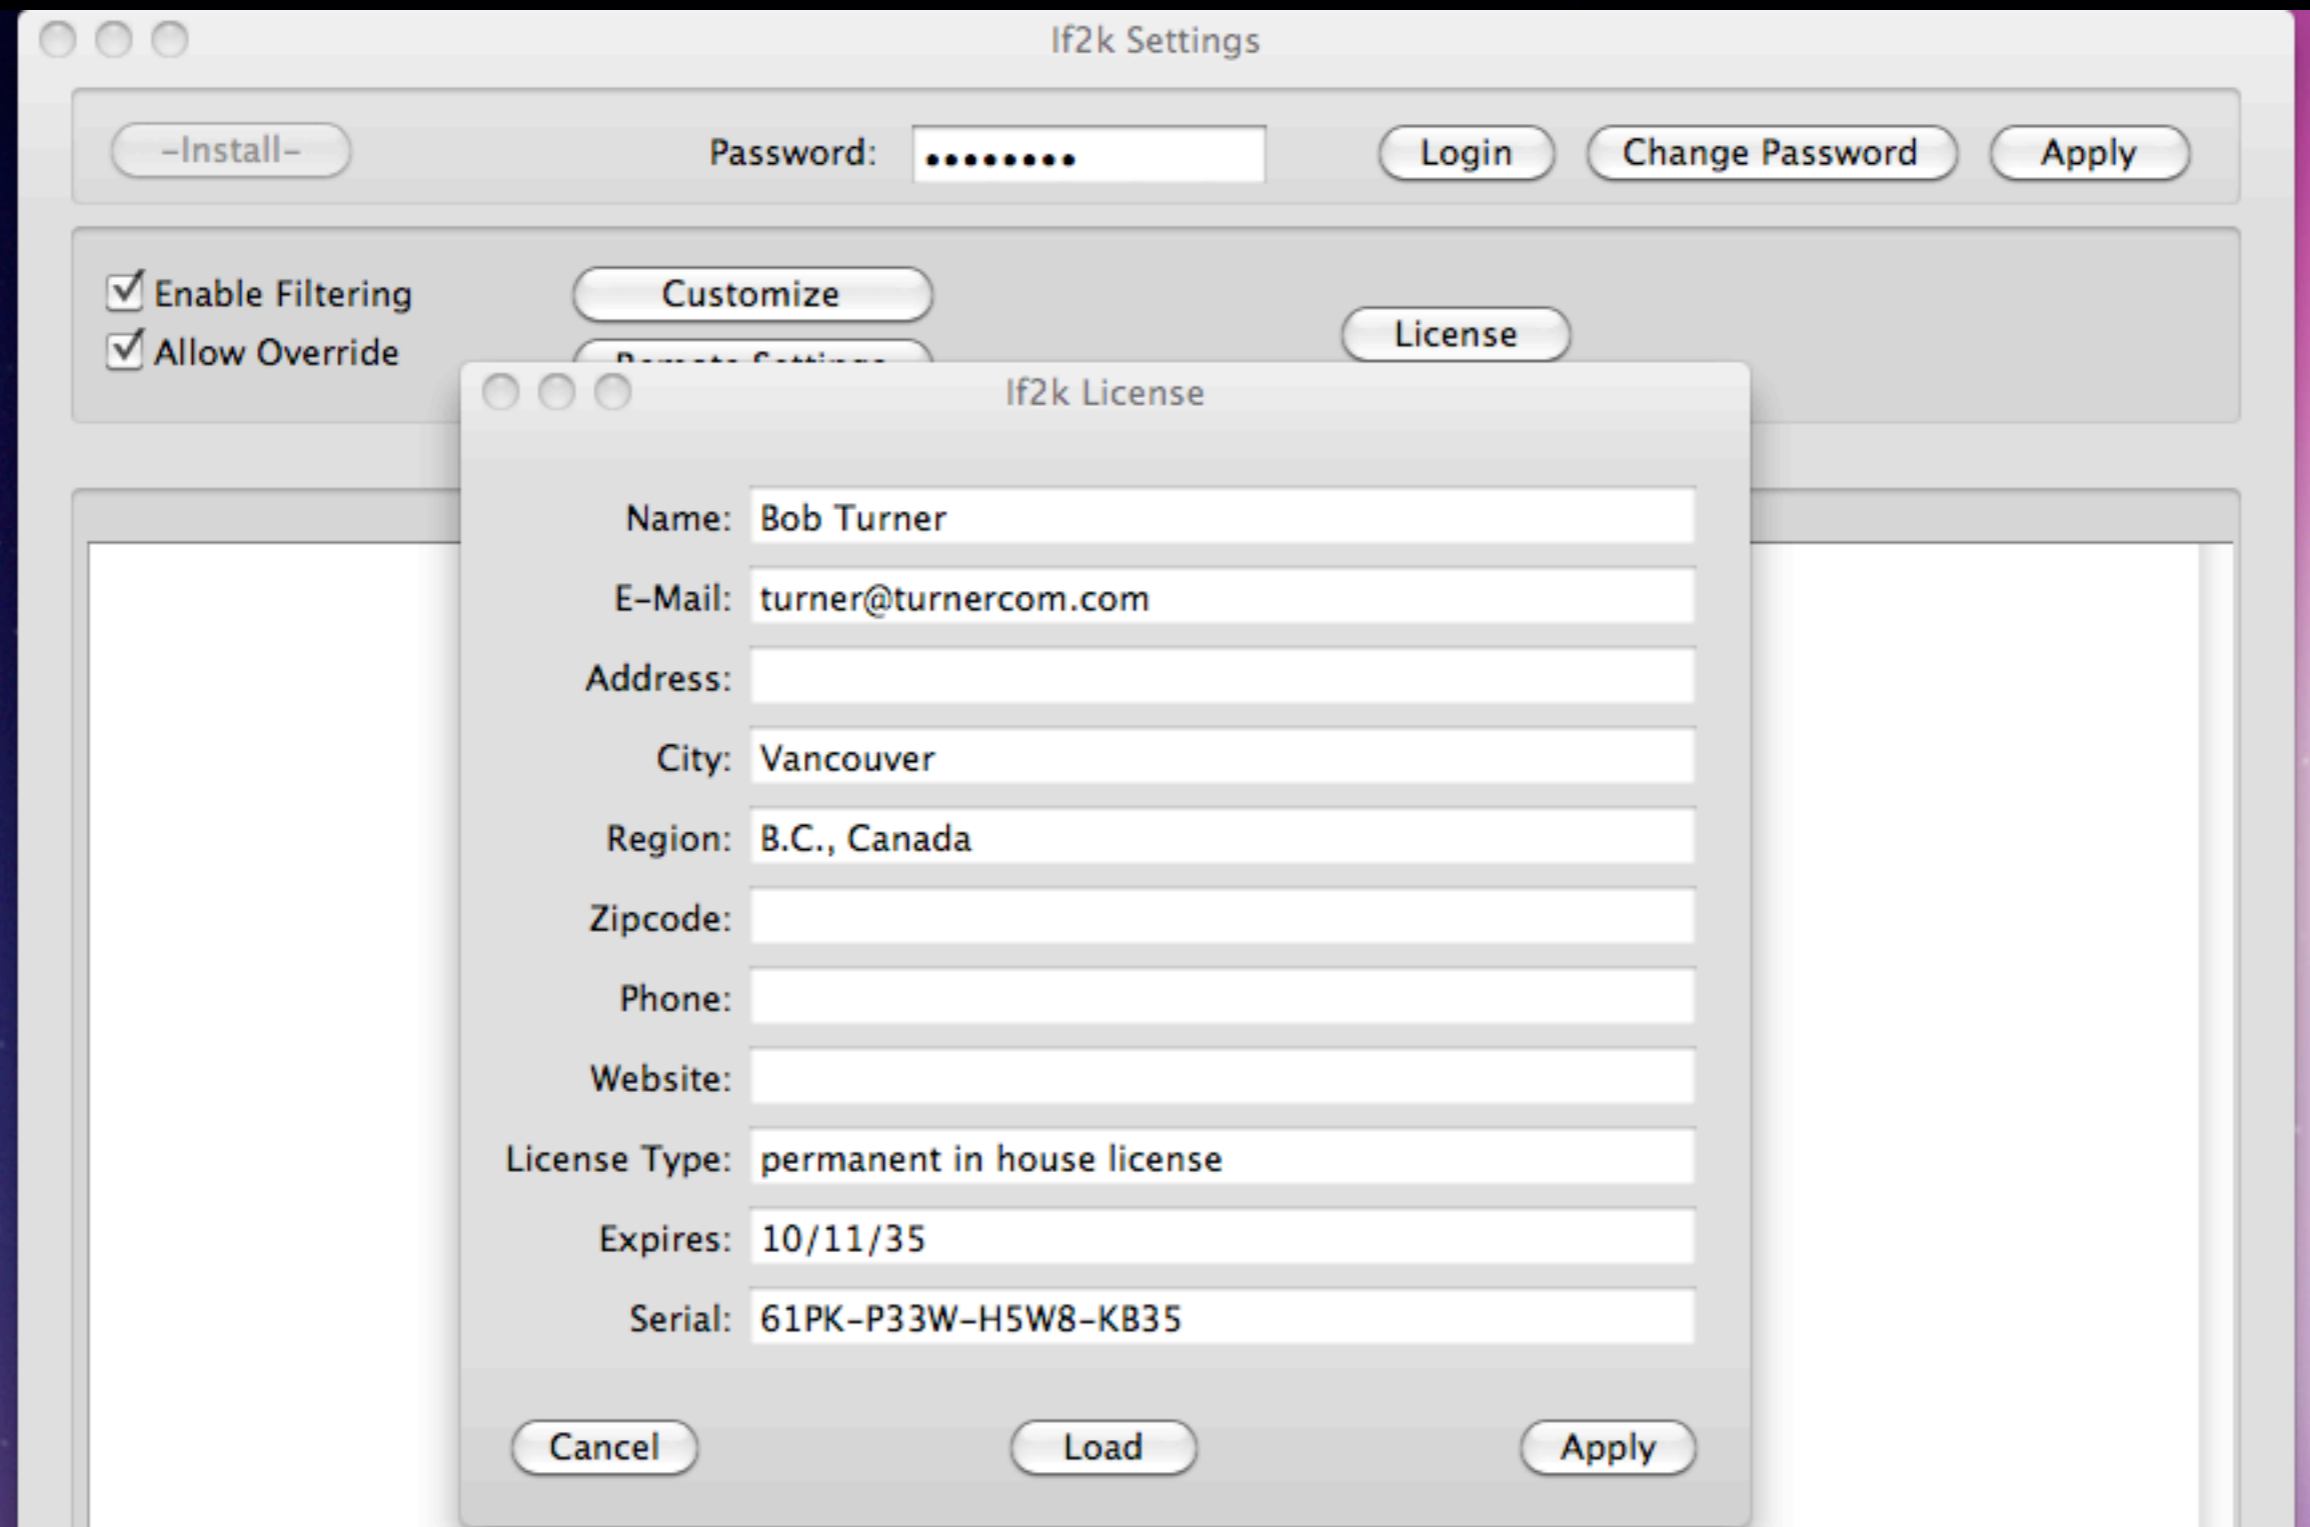 If2k Settings
-Install-
Password: ••••••••
Login
Change Password
Apply
Enable Filtering
Customize
License
Allow Override
Remote Settings
If2k License
Name: Bob Turner
E-Mail: turner@turnercom.com
Address:
City: Vancouver
Region: B.C., Canada
Zipcode:
Phone:
Website:
License Type: permanent in house license
Expires: 10/11/35
Serial: 61PK-P33W-H5W8-KB35
Cancel
Load
Apply